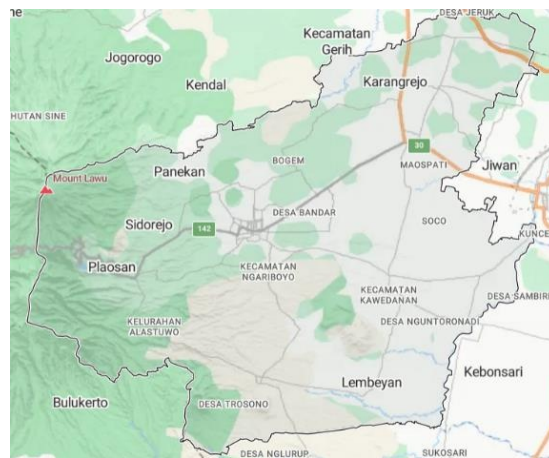 ne
Kecamatan
Gerih
DESA JERUK
Jogorogo
Kendal
Karangrejo
HUTAN SINE
30
Panekan
BOGEM
MAOSPATI
Jiwan
Mount Lawu
Sidorejo
142
DESA BANDAR
SOCO
KUNCE
Plaosan
KECAMATAN
NGARIBOYO
KECAMATAN
KAWEDANAN
DESA SAMBIRE
KELURAHAN
ALASTUWO
DESA NGUNTORONADI
Lembeyan
Kebonsari
Bulukerto
DESA TROSONO
DESA NGLURUP
SUKOSARI